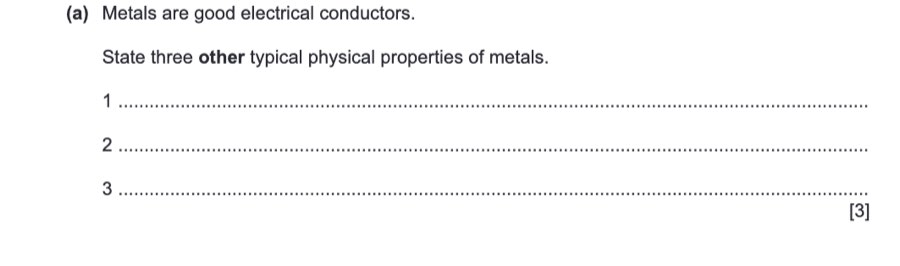 (a) Metals are good electrical conductors.
State three other typical physical properties of metals.
1 ................................................................................................................................................
2 ................................................................................................................................................
3 ................................................................................................................................................
[3]